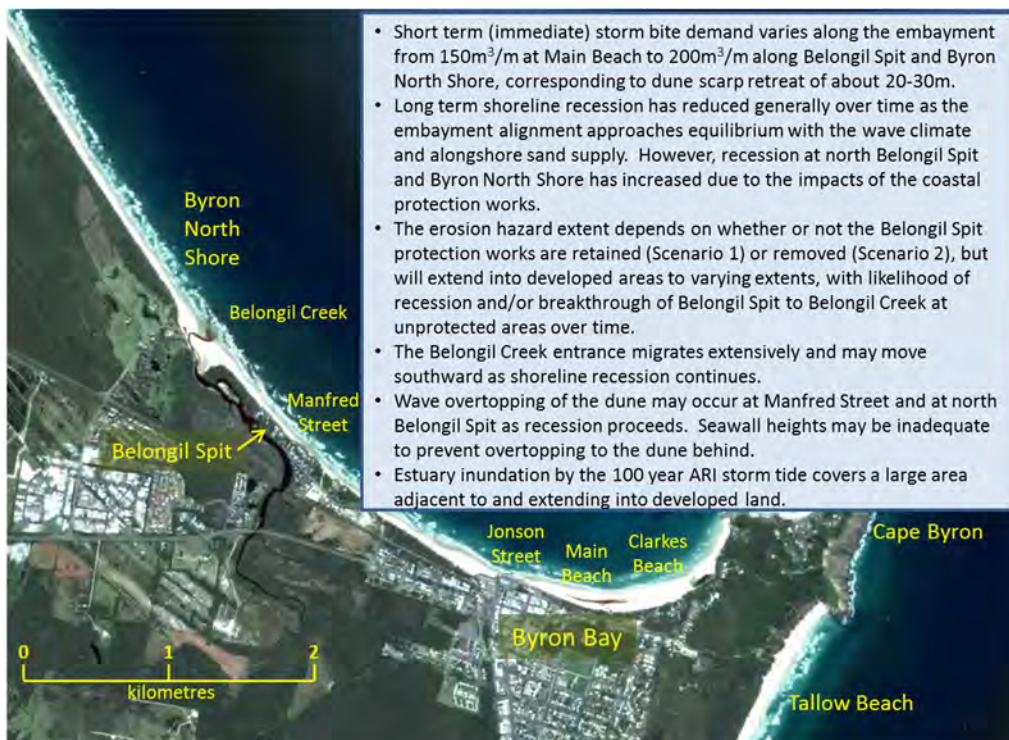 • Short term (immediate) storm bite demand varies along the embayment
from 150m³/m at Main Beach to 200m³/m along Belongil Spit and Byron
North Shore, corresponding to dune scarp retreat of about 20-30m.
• Long term shoreline recession has reduced generally over time as the
embayment alignment approaches equilibrium with the wave climate
and alongshore sand supply. However, recession at north Belongil Spit
and Byron North Shore has increased due to the impacts of the coastal
protection works.
• The erosion hazard extent depends on whether or not the Belongil Spit
protection works are retained (Scenario 1) or removed (Scenario 2), but
will extend into developed areas to varying extents, with likelihood of
recession and/or breakthrough of Belongil Spit to Belongil Creek at
unprotected areas over time.
• The Belongil Creek entrance migrates extensively and may move
southward as shoreline recession continues.
• Wave overtopping of the dune may occur at Manfred Street and at north
Belongil Spit as recession proceeds. Seawall heights may be inadequate
to prevent overtopping to the dune behind.
• Estuary inundation by the 100 year ARI storm tide covers a large area
adjacent to and extending into developed land.
Byron
North
Shore
Belongil Creek
Manfred
Street
Belongil Spit
Jonson
Street
Main
Beach
Clarkes
Beach
Cape Byron
Byron Bay
0 1 2
kilometres
Tallow Beach